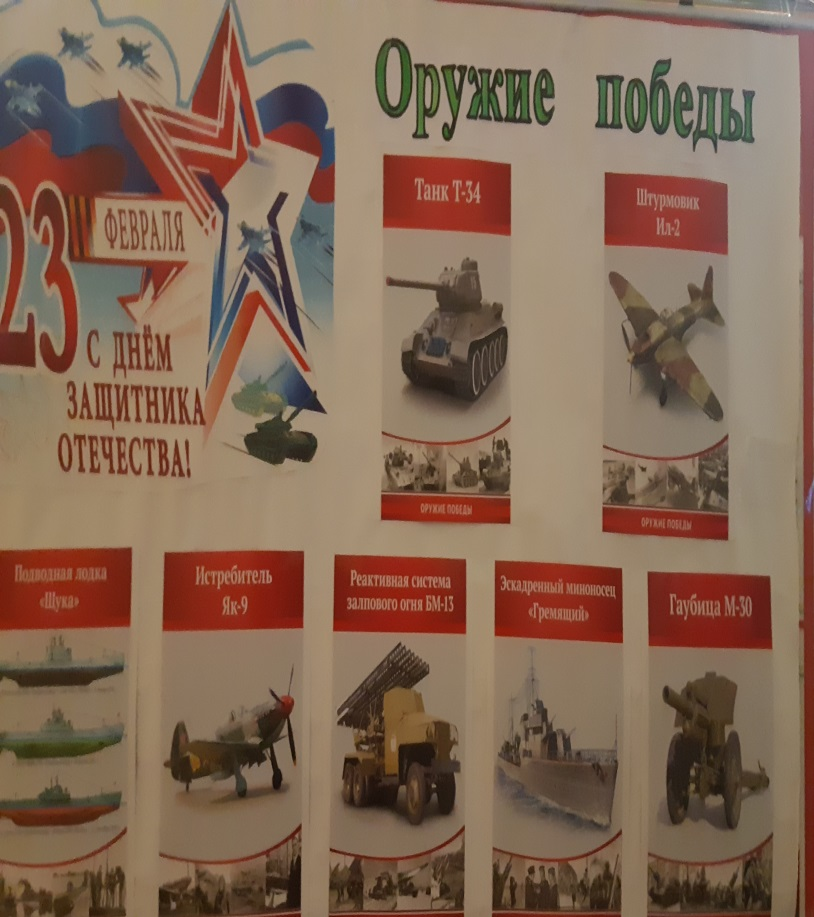 23
ФЕВРАЛЯ
С ДНЁМ
ЗАЩИТНИКА
ОТЕЧЕСТВА!
Оружие победы
Танк Т-34
ОРУЖИЕ ПОБЕДЫ
Штурмовик
Ил-2
ОРУЖИЕ ПОБЕДЫ
Подводная лодка
«Щука»
Истребитель
Як-9
Реактивная система
залпового огня БМ-13
Эскадренный миноносец
«Гремящий»
Гаубица М-30